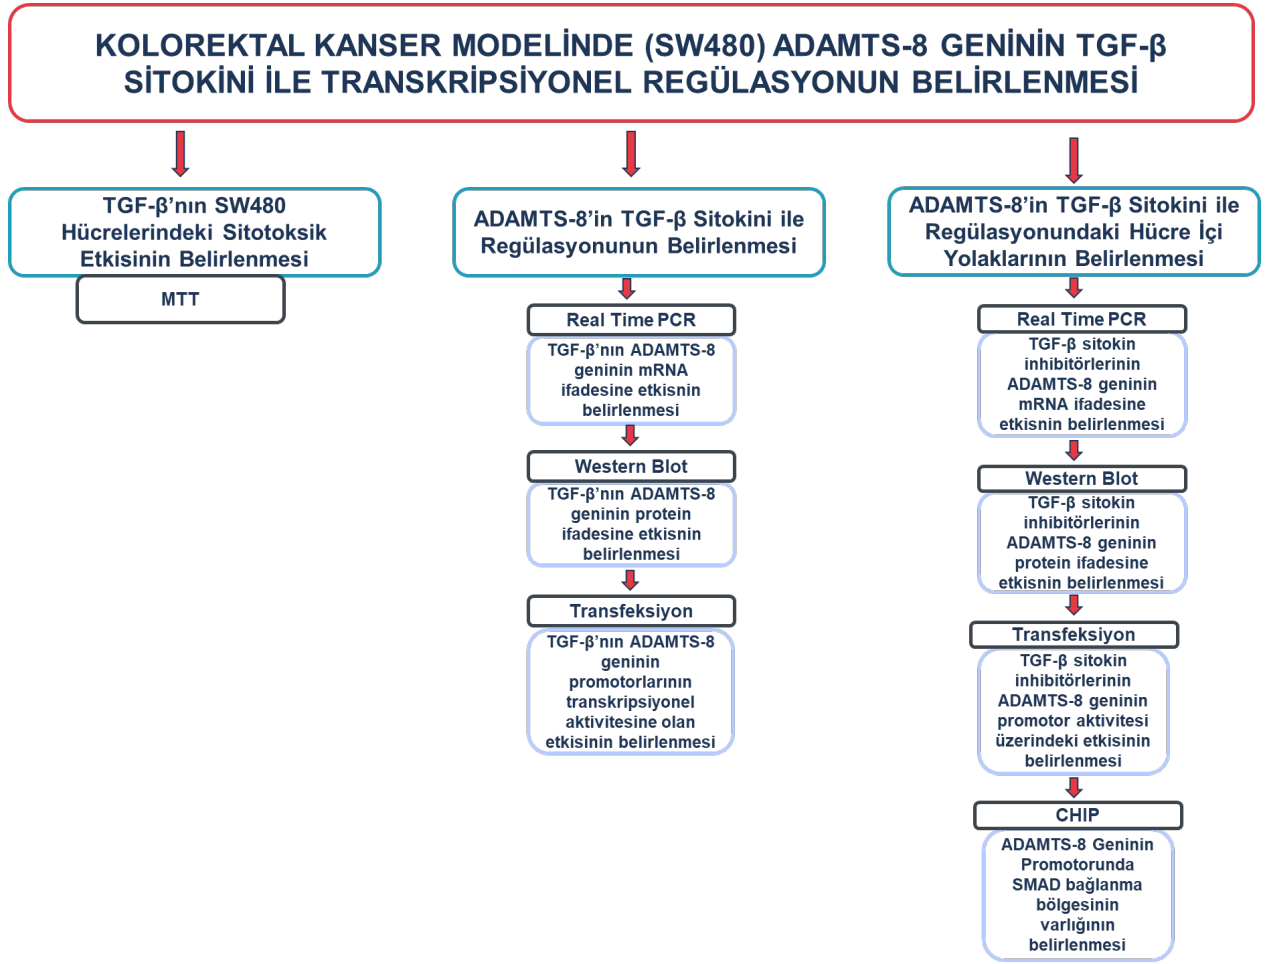 KOLOREKTAL KANSER MODELİNDE (SW480) ADAMTS-8 GENİNİN TGF-β
SİTOKİNİ İLE TRANSKRİPSİYONEL REGÜLASYONUN BELİRLENMESİ
TGF-β’nın SW480
Hücrelerindeki Sitotoksik
Etkisinin Belirlenmesi
MTT
ADAMTS-8’in TGF-β Sitokini ile
Regülasyonunun Belirlenmesi
Real Time PCR
TGF-β’nın ADAMTS-8
geninin mRNA
ifadesine etkisnin
belirlenmesi
Western Blot
TGF-β’nın ADAMTS-8
geninin protein
ifadesine etkisnin
belirlenmesi
Transfeksiyon
TGF-β’nın ADAMTS-8
geninin
promotorlarının
transkripsiyonel
aktivitesine olan
etkisinin belirlenmesi
ADAMTS-8’in TGF-β Sitokini ile
Regülasyonundaki Hücre İçi
Yolaklarının Belirlenmesi
Real Time PCR
TGF-β sitokin
inhibitörlerinin
ADAMTS-8 geninin
mRNA ifadesine
etkisnin belirlenmesi
Western Blot
TGF-β sitokin
inhibitörlerinin
ADAMTS-8 geninin
protein ifadesine
etkisnin belirlenmesi
Transfeksiyon
TGF-β sitokin
inhibitörlerinin
ADAMTS-8 geninin
promotor aktivitesi
üzerindeki etkisinin
belirlenmesi
CHIP
ADAMTS-8 Geninin
Promotorunda
SMAD bağlanma
bölgesinin
varlığının
belirlenmesi